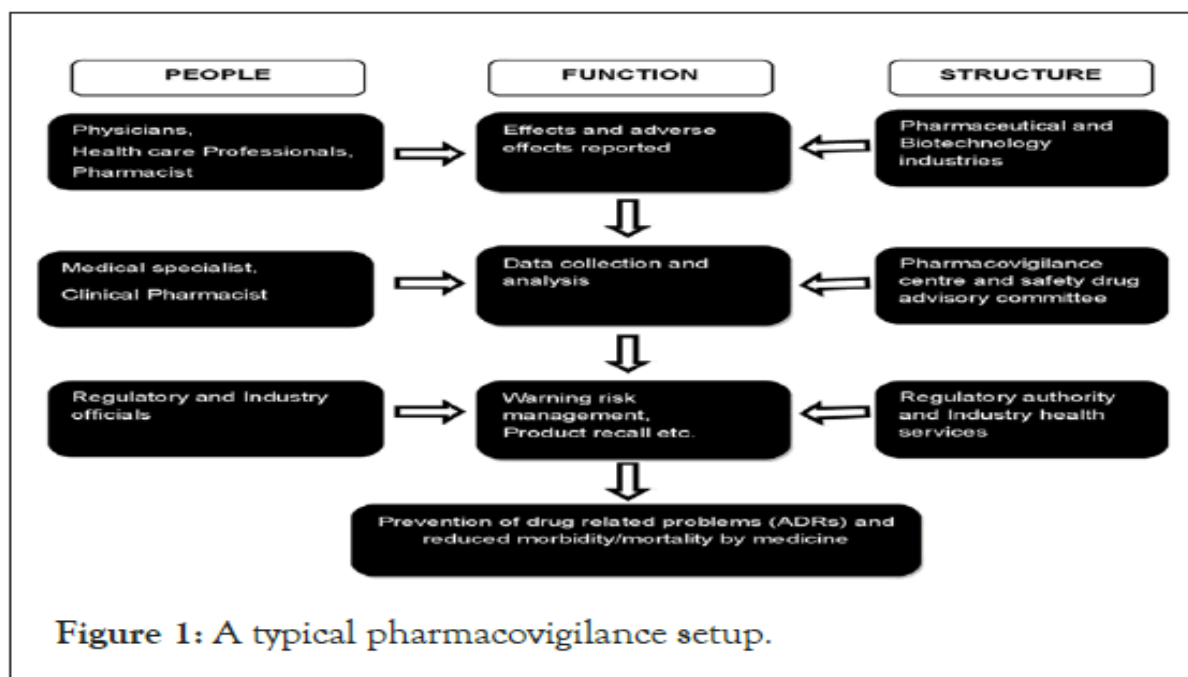 PEOPLE
FUNCTION
STRUCTURE
Physicians,
Health care Professionals,
Pharmacist
Effects and adverse
effects reported
Pharmaceutical and
Biotechnology
industries
Medical specialist,
Clinical Pharmacist
Data collection and
analysis
Pharmacovigilance
centre and safety drug
advisory committee
Regulatory and Industry
officials
Warning risk
management,
Product recall etc.
Regulatory authority
and Industry health
services
Prevention of drug related problems (ADRs) and
reduced morbidity/mortality by medicine
Figure 1: A typical pharmacovigilance setup.